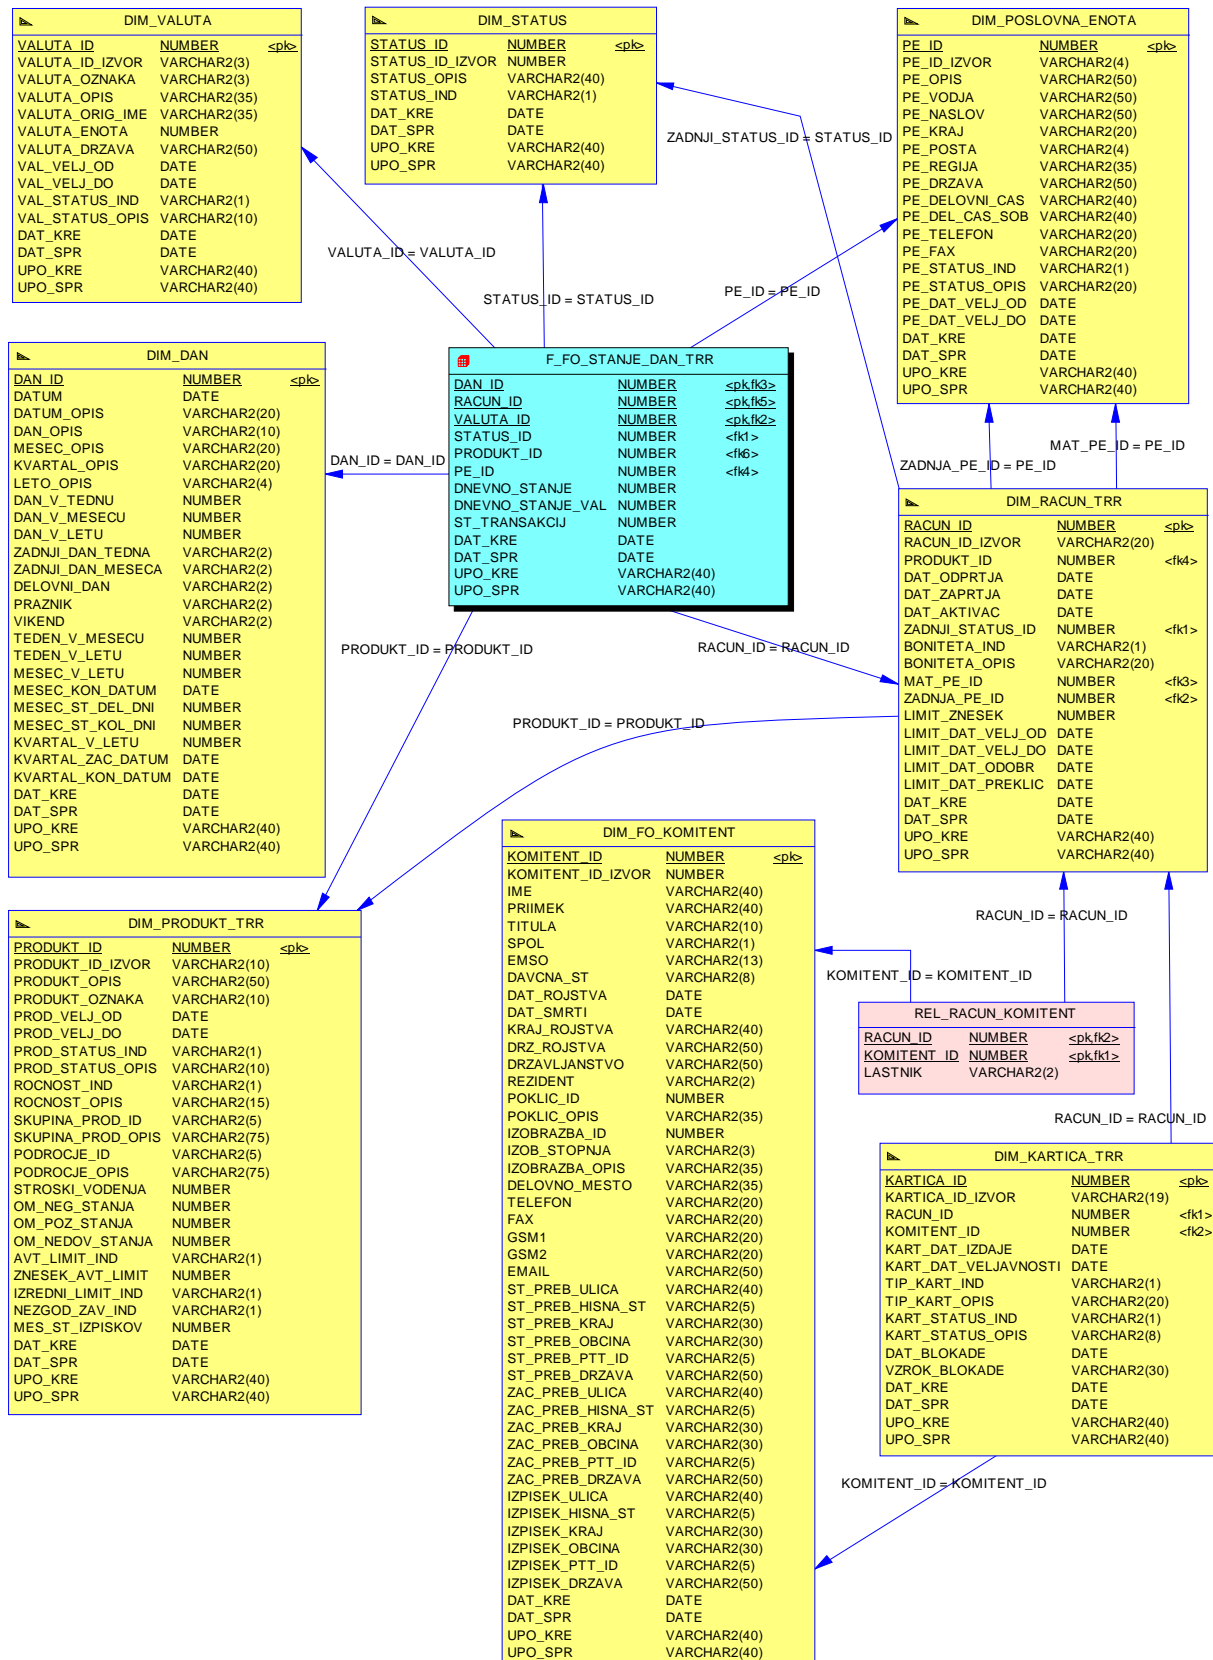 DIM_VALUTA
VALUTA_ID NUMBER <pk>
VALUTA_ID_IZVOR VARCHAR2(3)
VALUTA_OZNAKA VARCHAR2(3)
VALUTA_OPIS VARCHAR2(35)
VALUTA_ORIG_IME VARCHAR2(35)
VALUTA_ENOTA NUMBER
VALUTA_DRZAVA VARCHAR2(50)
VAL_VELJ_OD DATE
VAL_VELJ_DO DATE
VAL_STATUS_IND VARCHAR2(1)
VAL_STATUS_OPIS VARCHAR2(10)
DAT_KRE DATE
DAT_SPR DATE
UPO_KRE VARCHAR2(40)
UPO_SPR VARCHAR2(40)
DIM_STATUS
STATUS_ID NUMBER <pk>
STATUS_ID_IZVOR NUMBER
STATUS_OPIS VARCHAR2(40)
STATUS_IND VARCHAR2(1)
DAT_KRE DATE
DAT_SPR DATE
UPO_KRE VARCHAR2(40)
UPO_SPR VARCHAR2(40)
DIM_POSLOVNA_ENOTA
PE_ID NUMBER <pk>
PE_ID_IZVOR VARCHAR2(4)
PE_OPIS VARCHAR2(50)
PE_VODJA VARCHAR2(50)
PE_NASLOV VARCHAR2(50)
PE_KRAJ VARCHAR2(20)
PE_POSTA VARCHAR2(4)
PE_REGIJA VARCHAR2(35)
PE_DRZAVA VARCHAR2(50)
PE_DELOVNI_CAS VARCHAR2(40)
PE_DEL_CAS_SOB VARCHAR2(40)
PE_TELEFON VARCHAR2(20)
PE_FAX VARCHAR2(20)
PE_STATUS_IND VARCHAR2(1)
PE_STATUS_OPIS VARCHAR2(20)
PE_DAT_VELJ_OD DATE
PE_DAT_VELJ_DO DATE
DAT_KRE DATE
DAT_SPR DATE
UPO_KRE VARCHAR2(40)
UPO_SPR VARCHAR2(40)
ZADNJI_STATUS_ID = STATUS_ID
VALUTA_ID = VALUTA_ID
STATUS_ID = STATUS_ID
PE_ID = PE_ID
DIM_DAN
DAN_ID NUMBER <pk>
DATUM DATE
DATUM_OPIS VARCHAR2(20)
DAN_OPIS VARCHAR2(10)
MESEC_OPIS VARCHAR2(20)
KVARTAL_OPIS VARCHAR2(20)
LETO_OPIS VARCHAR2(4)
DAN_V_TEDNU NUMBER
DAN_V_MESECU NUMBER
DAN_V_LETU NUMBER
ZADNJI_DAN_TEDNA VARCHAR2(2)
ZADNJI_DAN_MESECA VARCHAR2(2)
DELOVNI_DAN VARCHAR2(2)
PRAZNIK VARCHAR2(2)
VIKEND VARCHAR2(2)
TEDEN_V_MESECU NUMBER
TEDEN_V_LETU NUMBER
MESEC_V_LETU NUMBER
MESEC_KON_DATUM DATE
MESEC_ST_DEL_DNI NUMBER
MESEC_ST_KOL_DNI NUMBER
KVARTAL_V_LETU NUMBER
KVARTAL_ZAC_DATUM DATE
KVARTAL_KON_DATUM DATE
DAT_KRE DATE
DAT_SPR DATE
UPO_KRE VARCHAR2(40)
UPO_SPR VARCHAR2(40)
DAN_ID = DAN_ID
F_FO_STANJE_DAN_TRR
DAN_ID NUMBER <pk,fk3>
RACUN_ID NUMBER <pk,fk5>
VALUTA_ID NUMBER <pk,fk2>
STATUS_ID NUMBER <fk1>
PRODUKT_ID NUMBER <fk6>
PE_ID NUMBER <fk4>
DNEVNO_STANJE NUMBER
DNEVNO_STANJE_VAL NUMBER
ST_TRANSAKCIJ NUMBER
DAT_KRE DATE
DAT_SPR DATE
UPO_KRE VARCHAR2(40)
UPO_SPR VARCHAR2(40)
MAT_PE_ID = PE_ID
ZADNJA_PE_ID = PE_ID
DIM_RACUN_TRR
RACUN_ID NUMBER <pk>
RACUN_ID_IZVOR VARCHAR2(20)
PRODUKT_ID NUMBER <fk4>
DAT_ODPRTJA DATE
DAT_ZAPRTJA DATE
DAT_AKTIVAC DATE
ZADNJI_STATUS_ID NUMBER <fk1>
BONITETA_IND VARCHAR2(1)
BONITETA_OPIS VARCHAR2(20)
MAT_PE_ID NUMBER <fk3>
ZADNJA_PE_ID NUMBER <fk2>
LIMIT_ZNESEK NUMBER
LIMIT_DAT_VELJ_OD DATE
LIMIT_DAT_VELJ_DO DATE
LIMIT_DAT_ODOBR DATE
LIMIT_DAT_PREKLIC DATE
DAT_KRE DATE
DAT_SPR DATE
UPO_KRE VARCHAR2(40)
UPO_SPR VARCHAR2(40)
PRODUKT_ID = PRODUKT_ID
RACUN_ID = RACUN_ID
PRODUKT_ID = PRODUKT_ID
DIM_PRODUKT_TRR
PRODUKT_ID NUMBER <pk>
PRODUKT_ID_IZVOR VARCHAR2(10)
PRODUKT_OPIS VARCHAR2(50)
PRODUKT_OZNAKA VARCHAR2(10)
PROD_VELJ_OD DATE
PROD_VELJ_DO DATE
PROD_STATUS_IND VARCHAR2(1)
PROD_STATUS_OPIS VARCHAR2(10)
ROCNOST_IND VARCHAR2(1)
ROCNOST_OPIS VARCHAR2(15)
SKUPINA_PROD_ID VARCHAR2(5)
SKUPINA_PROD_OPIS VARCHAR2(75)
PODROCJE_ID VARCHAR2(5)
PODROCJE_OPIS VARCHAR2(75)
STROSKI_VODENJA NUMBER
OM_NEG_STANJA NUMBER
OM_POZ_STANJA NUMBER
OM_NEDOV_STANJA NUMBER
AVT_LIMIT_IND VARCHAR2(1)
ZNESEK_AVT_LIMIT NUMBER
IZREDNI_LIMIT_IND VARCHAR2(1)
NEZGOD_ZAV_IND VARCHAR2(1)
MES_ST_IZPISKOV NUMBER
DAT_KRE DATE
DAT_SPR DATE
UPO_KRE VARCHAR2(40)
UPO_SPR VARCHAR2(40)
DIM_FO_KOMITENT
KOMITENT_ID NUMBER <pk>
KOMITENT_ID_IZVOR NUMBER
IME VARCHAR2(40)
PRIIMEK VARCHAR2(40)
TITULA VARCHAR2(10)
SPOL VARCHAR2(1)
EMSO VARCHAR2(13)
DAVCNA_ST VARCHAR2(8)
DAT_ROJSTVA DATE
DAT_SMRTI DATE
KRAJ_ROJSTVA VARCHAR2(40)
DRZ_ROJSTVA VARCHAR2(50)
DRZAVLJANSTVO VARCHAR2(50)
REZIDENT VARCHAR2(2)
POKLIC_ID NUMBER
POKLIC_OPIS VARCHAR2(35)
IZOBRAZBA_ID NUMBER
IZOB_STOPNJA VARCHAR2(3)
IZOBRAZBA_OPIS VARCHAR2(35)
DELOVNO_MESTO VARCHAR2(35)
TELEFON VARCHAR2(20)
FAX VARCHAR2(20)
GSM1 VARCHAR2(20)
GSM2 VARCHAR2(20)
EMAIL VARCHAR2(50)
ST_PREB_ULICA VARCHAR2(40)
ST_PREB_HISNA_ST VARCHAR2(5)
ST_PREB_KRAJ VARCHAR2(30)
ST_PREB_OBCINA VARCHAR2(30)
ST_PREB_PTT_ID VARCHAR2(5)
ST_PREB_DRZAVA VARCHAR2(50)
ZAC_PREB_ULICA VARCHAR2(40)
ZAC_PREB_HISNA_ST VARCHAR2(5)
ZAC_PREB_KRAJ VARCHAR2(30)
ZAC_PREB_OBCINA VARCHAR2(30)
ZAC_PREB_PTT_ID VARCHAR2(5)
ZAC_PREB_DRZAVA VARCHAR2(50)
IZPISEK_ULICA VARCHAR2(40)
IZPISEK_HISNA_ST VARCHAR2(5)
IZPISEK_KRAJ VARCHAR2(30)
IZPISEK_OBCINA VARCHAR2(30)
IZPISEK_PTT_ID VARCHAR2(5)
IZPISEK_DRZAVA VARCHAR2(50)
DAT_KRE DATE
DAT_SPR DATE
UPO_KRE VARCHAR2(40)
UPO_SPR VARCHAR2(40)
RACUN_ID = RACUN_ID
KOMITENT_ID = KOMITENT_ID
REL_RACUN_KOMITENT
RACUN_ID NUMBER <pk,fk2>
KOMITENT_ID NUMBER <pk,fk1>
LASTNIK VARCHAR2(2)
RACUN_ID = RACUN_ID
DIM_KARTICA_TRR
KARTICA_ID NUMBER <pk>
KARTICA_ID_IZVOR VARCHAR2(19)
RACUN_ID NUMBER <fk1>
KOMITENT_ID NUMBER <fk2>
KART_DAT_IZDAJE DATE
KART_DAT_VELJAVNOSTI DATE
TIP_KART_IND VARCHAR2(1)
TIP_KART_OPIS VARCHAR2(20)
KART_STATUS_IND VARCHAR2(1)
KART_STATUS_OPIS VARCHAR2(8)
DAT_BLOKADE DATE
VZROK_BLOKADE VARCHAR2(30)
DAT_KRE DATE
DAT_SPR DATE
UPO_KRE VARCHAR2(40)
UPO_SPR VARCHAR2(40)
KOMITENT_ID = KOMITENT_ID